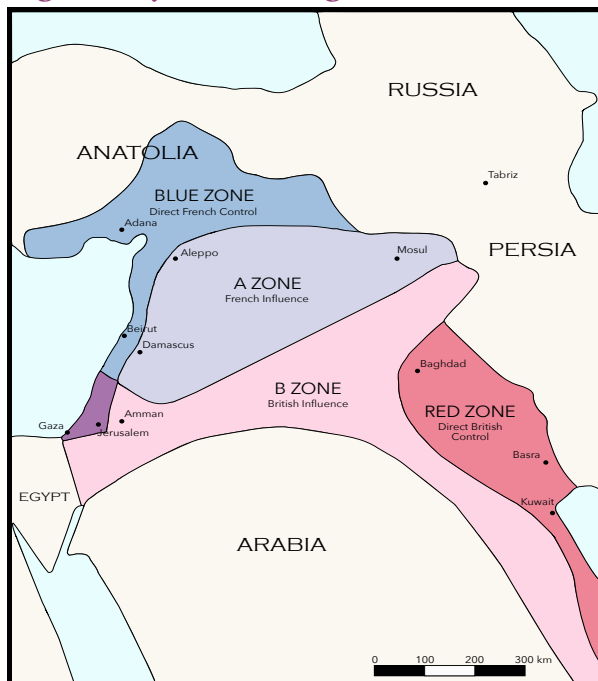 RUSSIA
ANATOLIA
Tabriz
BLUE ZONE
Direct French Control
Adana
PERSIA
Aleppo
Mosul
A ZONE
French Influence
Beirut
Damascus
Baghdad
B ZONE
British Influence
RED ZONE
Direct British
Control
Amman
Gaza
Jerusalem
Basra
EGYPT
Kuwait
ARABIA
0 100 200 300 km